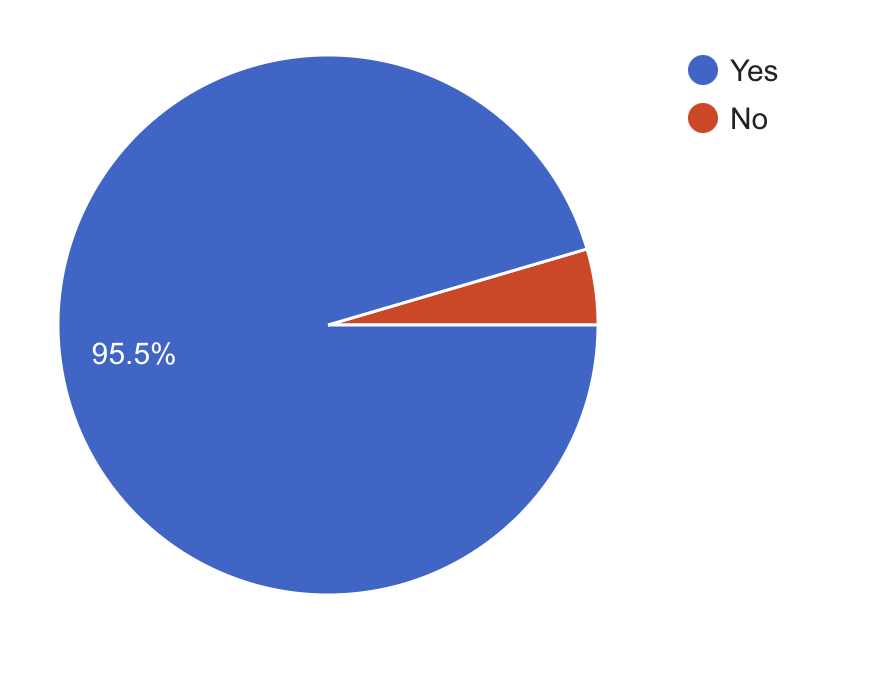 Yes
No
95.5%